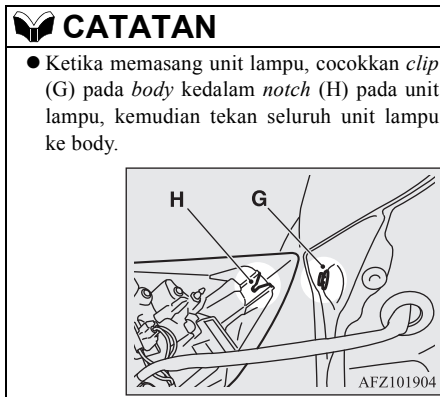 CATATAN
● Ketika memasang unit lampu, cocokkan clip
(G) pada body kedalam notch (H) pada unit
lampu, kemudian tekan seluruh unit lampu
ke body.
H G
AFZ101904